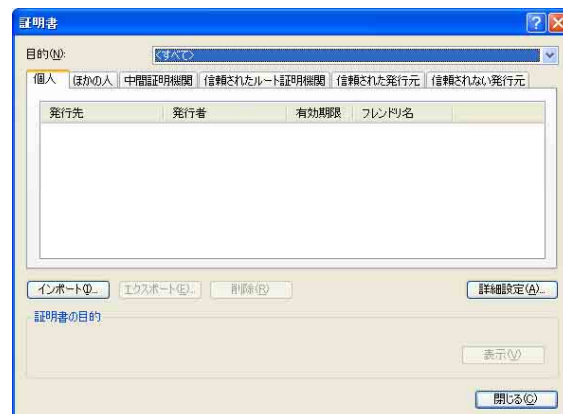 証明書
目的(N): <すべて>
個人 ほかの人 中間証明機関 信頼されたルート証明機関 信頼された発行元 信頼されない発行元
発行先 発行者 有効期限 フレンドリ名
インポート(I)... エクスポート(E)... 削除(R) 詳細設定(A)...
証明書の目的
表示(V)
閉じる(C)